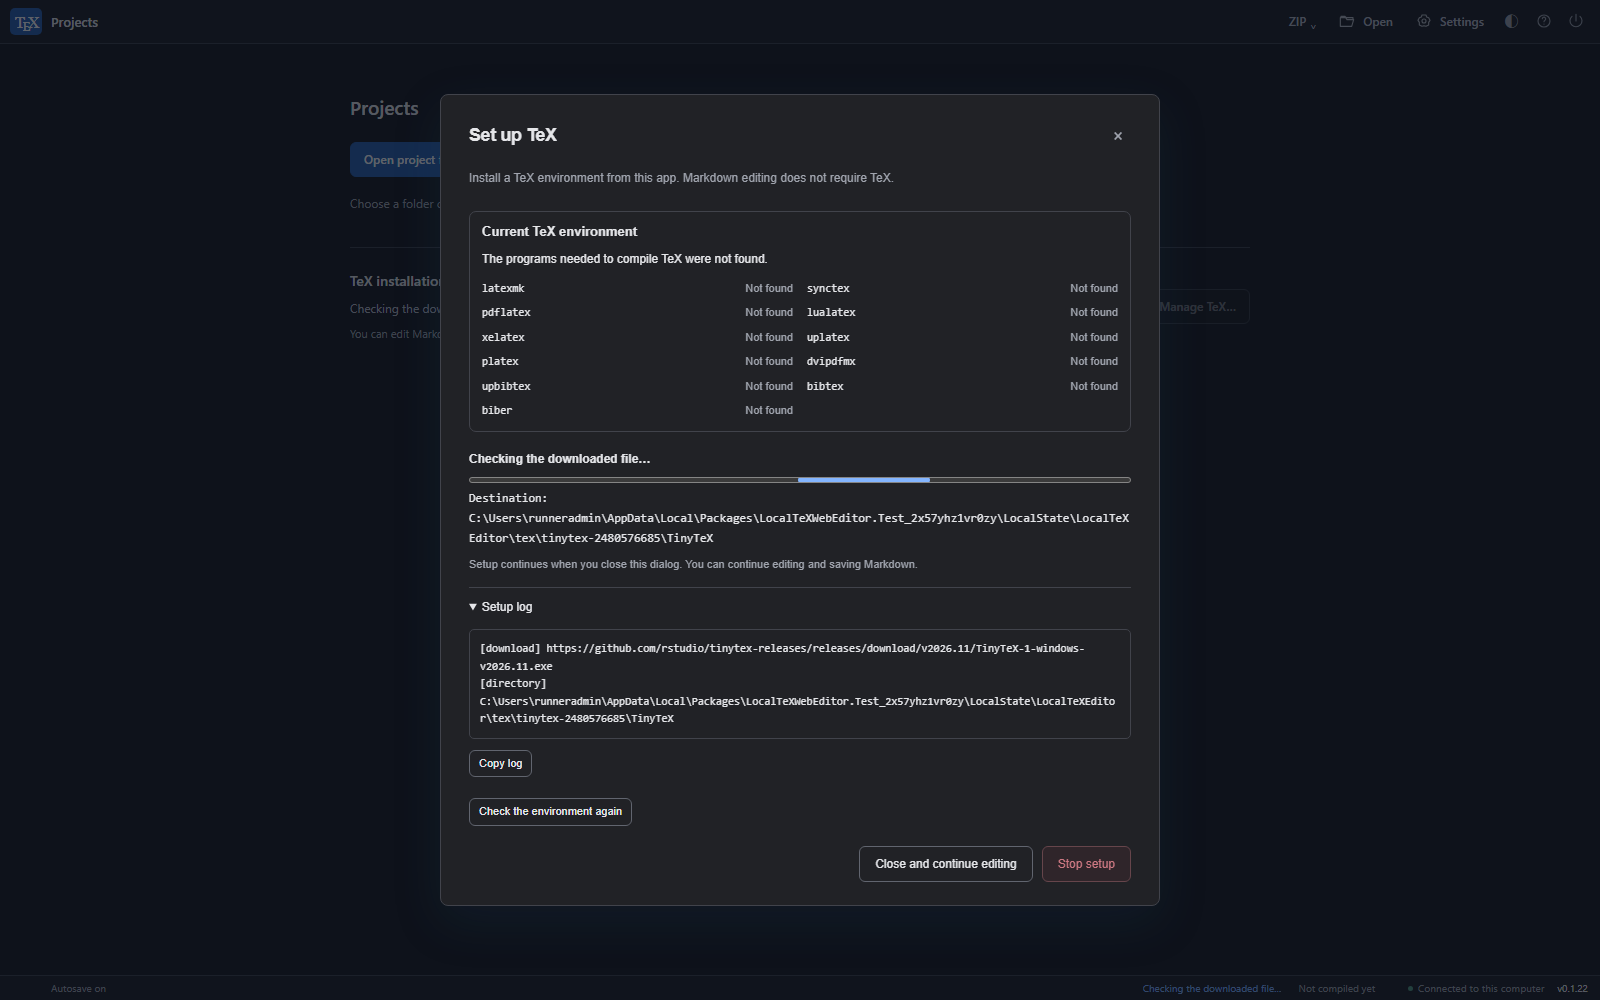 TeX Projects
ZIP
Open
Settings
Projects
Open project
Choose a folder
TeX installation
Checking the dow
You can edit Mark
Manage TeX...
Set up TeX
×
Install a TeX environment from this app. Markdown editing does not require TeX.
Current TeX environment
The programs needed to compile TeX were not found.
latexmk Not found synctex Not found
pdflatex Not found lualatex Not found
xelatex Not found uplatex Not found
platex Not found dvipdfmx Not found
upbibtex Not found bibtex Not found
biber Not found
Checking the downloaded file...
Destination:
C:\Users\runneradmin\AppData\Local\Packages\LocalTeXWebEditor.Test_2x57yhz1vr0zy\LocalState\LocalTeX
Editor\tex\tinytex-2480576685\TinyTeX
Setup continues when you close this dialog. You can continue editing and saving Markdown.
▼ Setup log
[download] https://github.com/rstudio/tinytex-releases/releases/download/v2026.11/TinyTeX-1-windows-
v2026.11.exe
[directory]
C:\Users\runneradmin\AppData\Local\Packages\LocalTeXWebEditor.Test_2x57yhz1vr0zy\LocalState\LocalTeXEdito
r\tex\tinytex-2480576685\TinyTeX
Copy log
Check the environment again
Close and continue editing
Stop setup
Autosave on
Checking the downloaded file...
Not compiled yet
Connected to this computer
v0.1.22